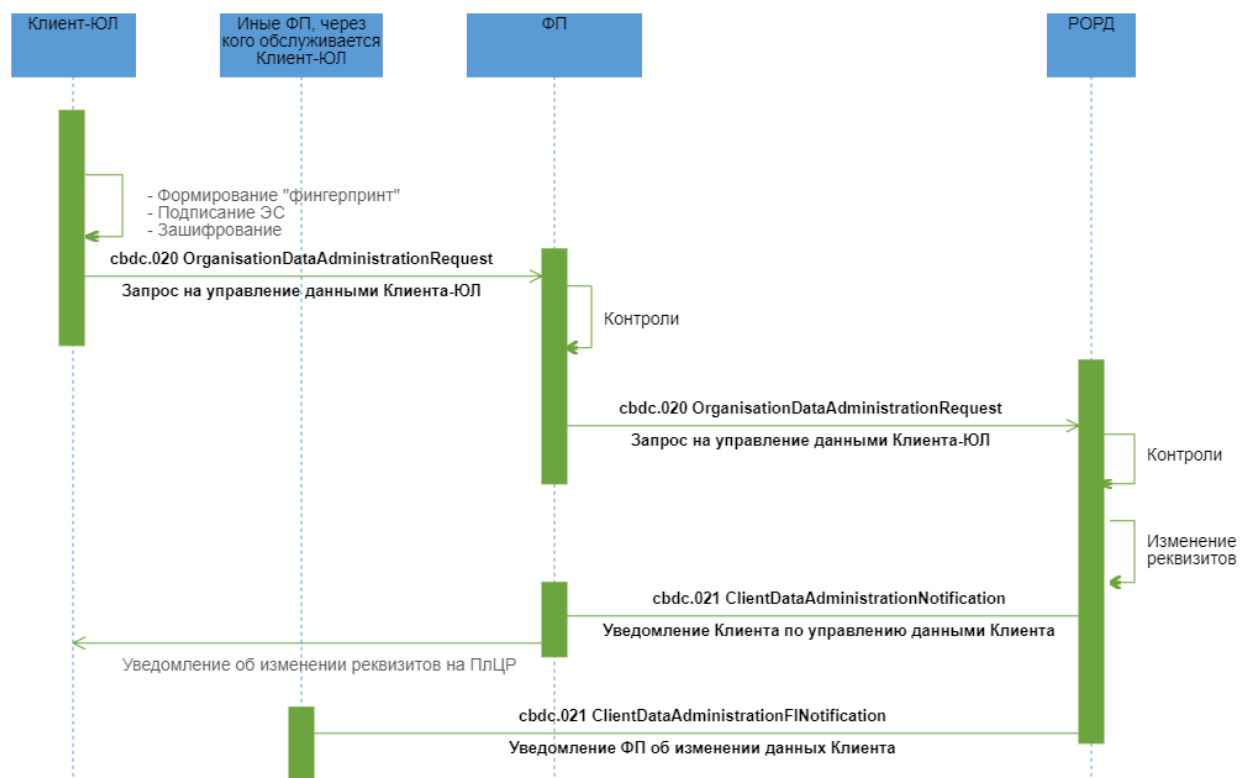 Клиент-ЮЛ
Иные ФП, через
кого обслуживается
Клиент-ЮЛ
ФП
РОРД
- Формирование "фингерпринт"
- Подписание ЭС
- Зашифрование
cbdc.020 OrganisationDataAdministrationRequest
Запрос на управление данными Клиента-ЮЛ
Контроли
cbdc.020 OrganisationDataAdministrationRequest
Запрос на управление данными Клиента-ЮЛ
Контроли
Изменение
реквизитов
cbdc.021 ClientDataAdministrationNotification
Уведомление Клиента по управлению данными Клиента
Уведомление об изменении реквизитов на ПлЦР
cbdc.021 ClientDataAdministrationFINotification
Уведомление ФП об изменении данных Клиента